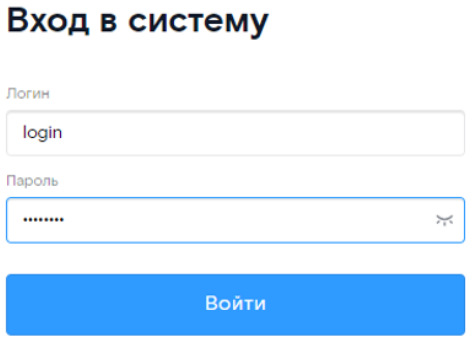 Вход в систему
Логин
login
Пароль
••••••••
Войти